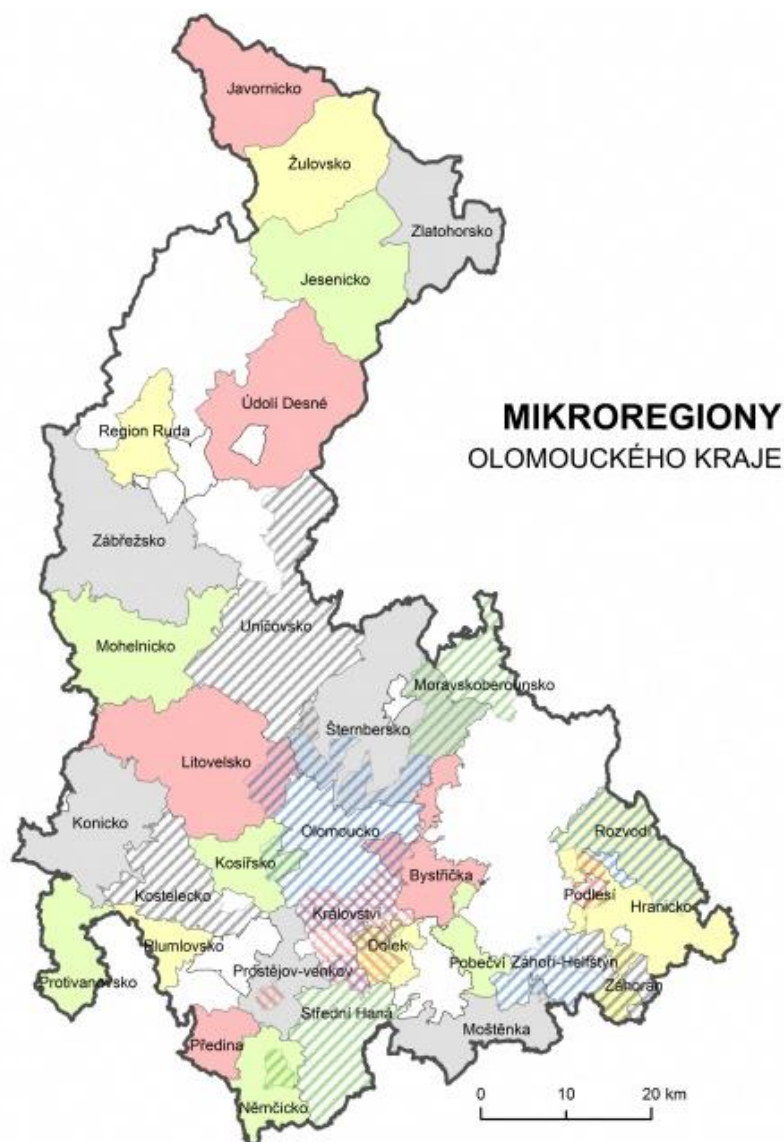 Javornicko
Žulovsko
Zlatohorsko
Jesenicko
Údolí Desné
MIKROREGIONY
OLOMOUCKÉHO KRAJE
Region Ruda
Zábřežsko
Uničovsko
Mohelnicko
Moravskoberounsko
Šternbersko
Litovelsko
Konicko
Olomoucko
Rozvodí
Kosířsko
Bystřička
Podlesí
Kostelecko
Hranicko
Království
Plumlovsko
Dolek
Pobečví
Záhoří-Helfštýn
Prostějov-venkov
Protivanovsko
Záhoran
Střední Haná
Moštěnka
Předina
Němčicko
0 10 20 km